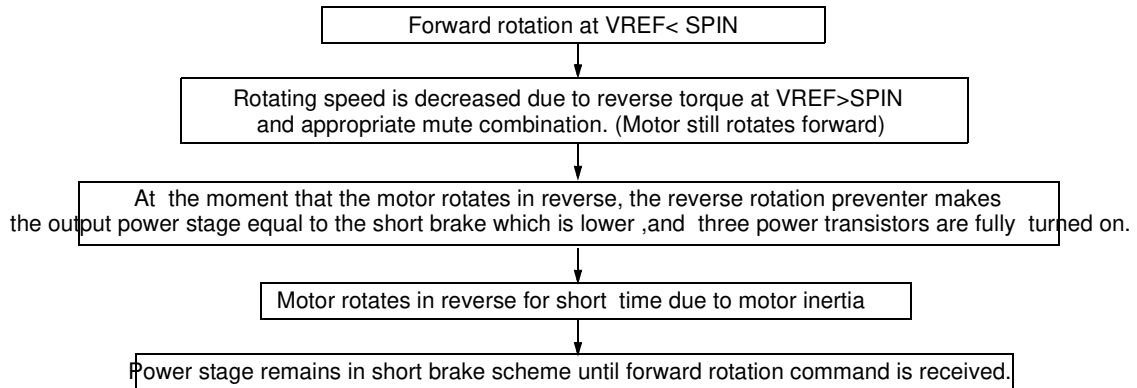 Forward rotation at VREF< SPIN
Rotating speed is decreased due to reverse torque at VREF>SPIN
and appropriate mute combination. (Motor still rotates forward)
At the moment that the motor rotates in reverse, the reverse rotation preventer makes
the output power stage equal to the short brake which is lower ,and three power transistors are fully turned on.
Motor rotates in reverse for short time due to motor inertia
Power stage remains in short brake scheme until forward rotation command is received.